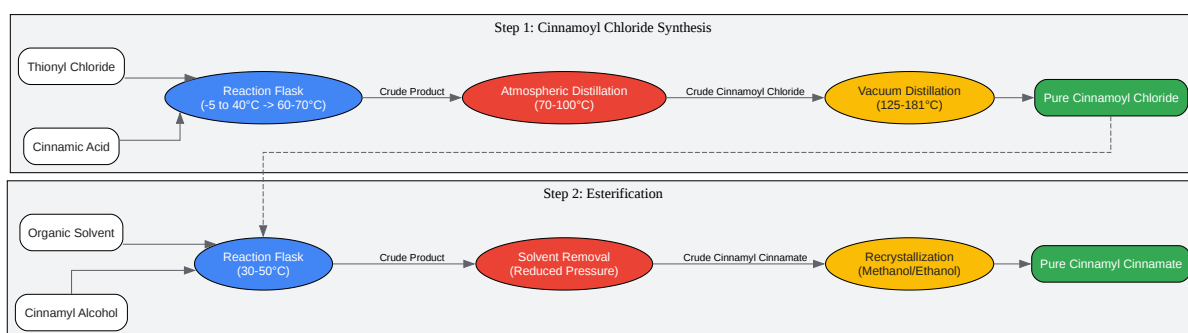 Step 1: Cinnamoyl Chloride Synthesis
Thionyl Chloride
Cinnamic Acid
Reaction Flask
(-5 to 40°C -> 60-70°C)
Crude Product
Atmospheric Distillation
(70-100°C)
Crude Cinnamoyl Chloride
Vacuum Distillation
(125-181°C)
Pure Cinnamoyl Chloride
Step 2: Esterification
Organic Solvent
Cinnamyl Alcohol
Reaction Flask
(30-50°C)
Crude Product
Solvent Removal
(Reduced Pressure)
Crude Cinnamyl Cinnamate
Recrystallization
(Methanol/Ethanol)
Pure Cinnamyl Cinnamate